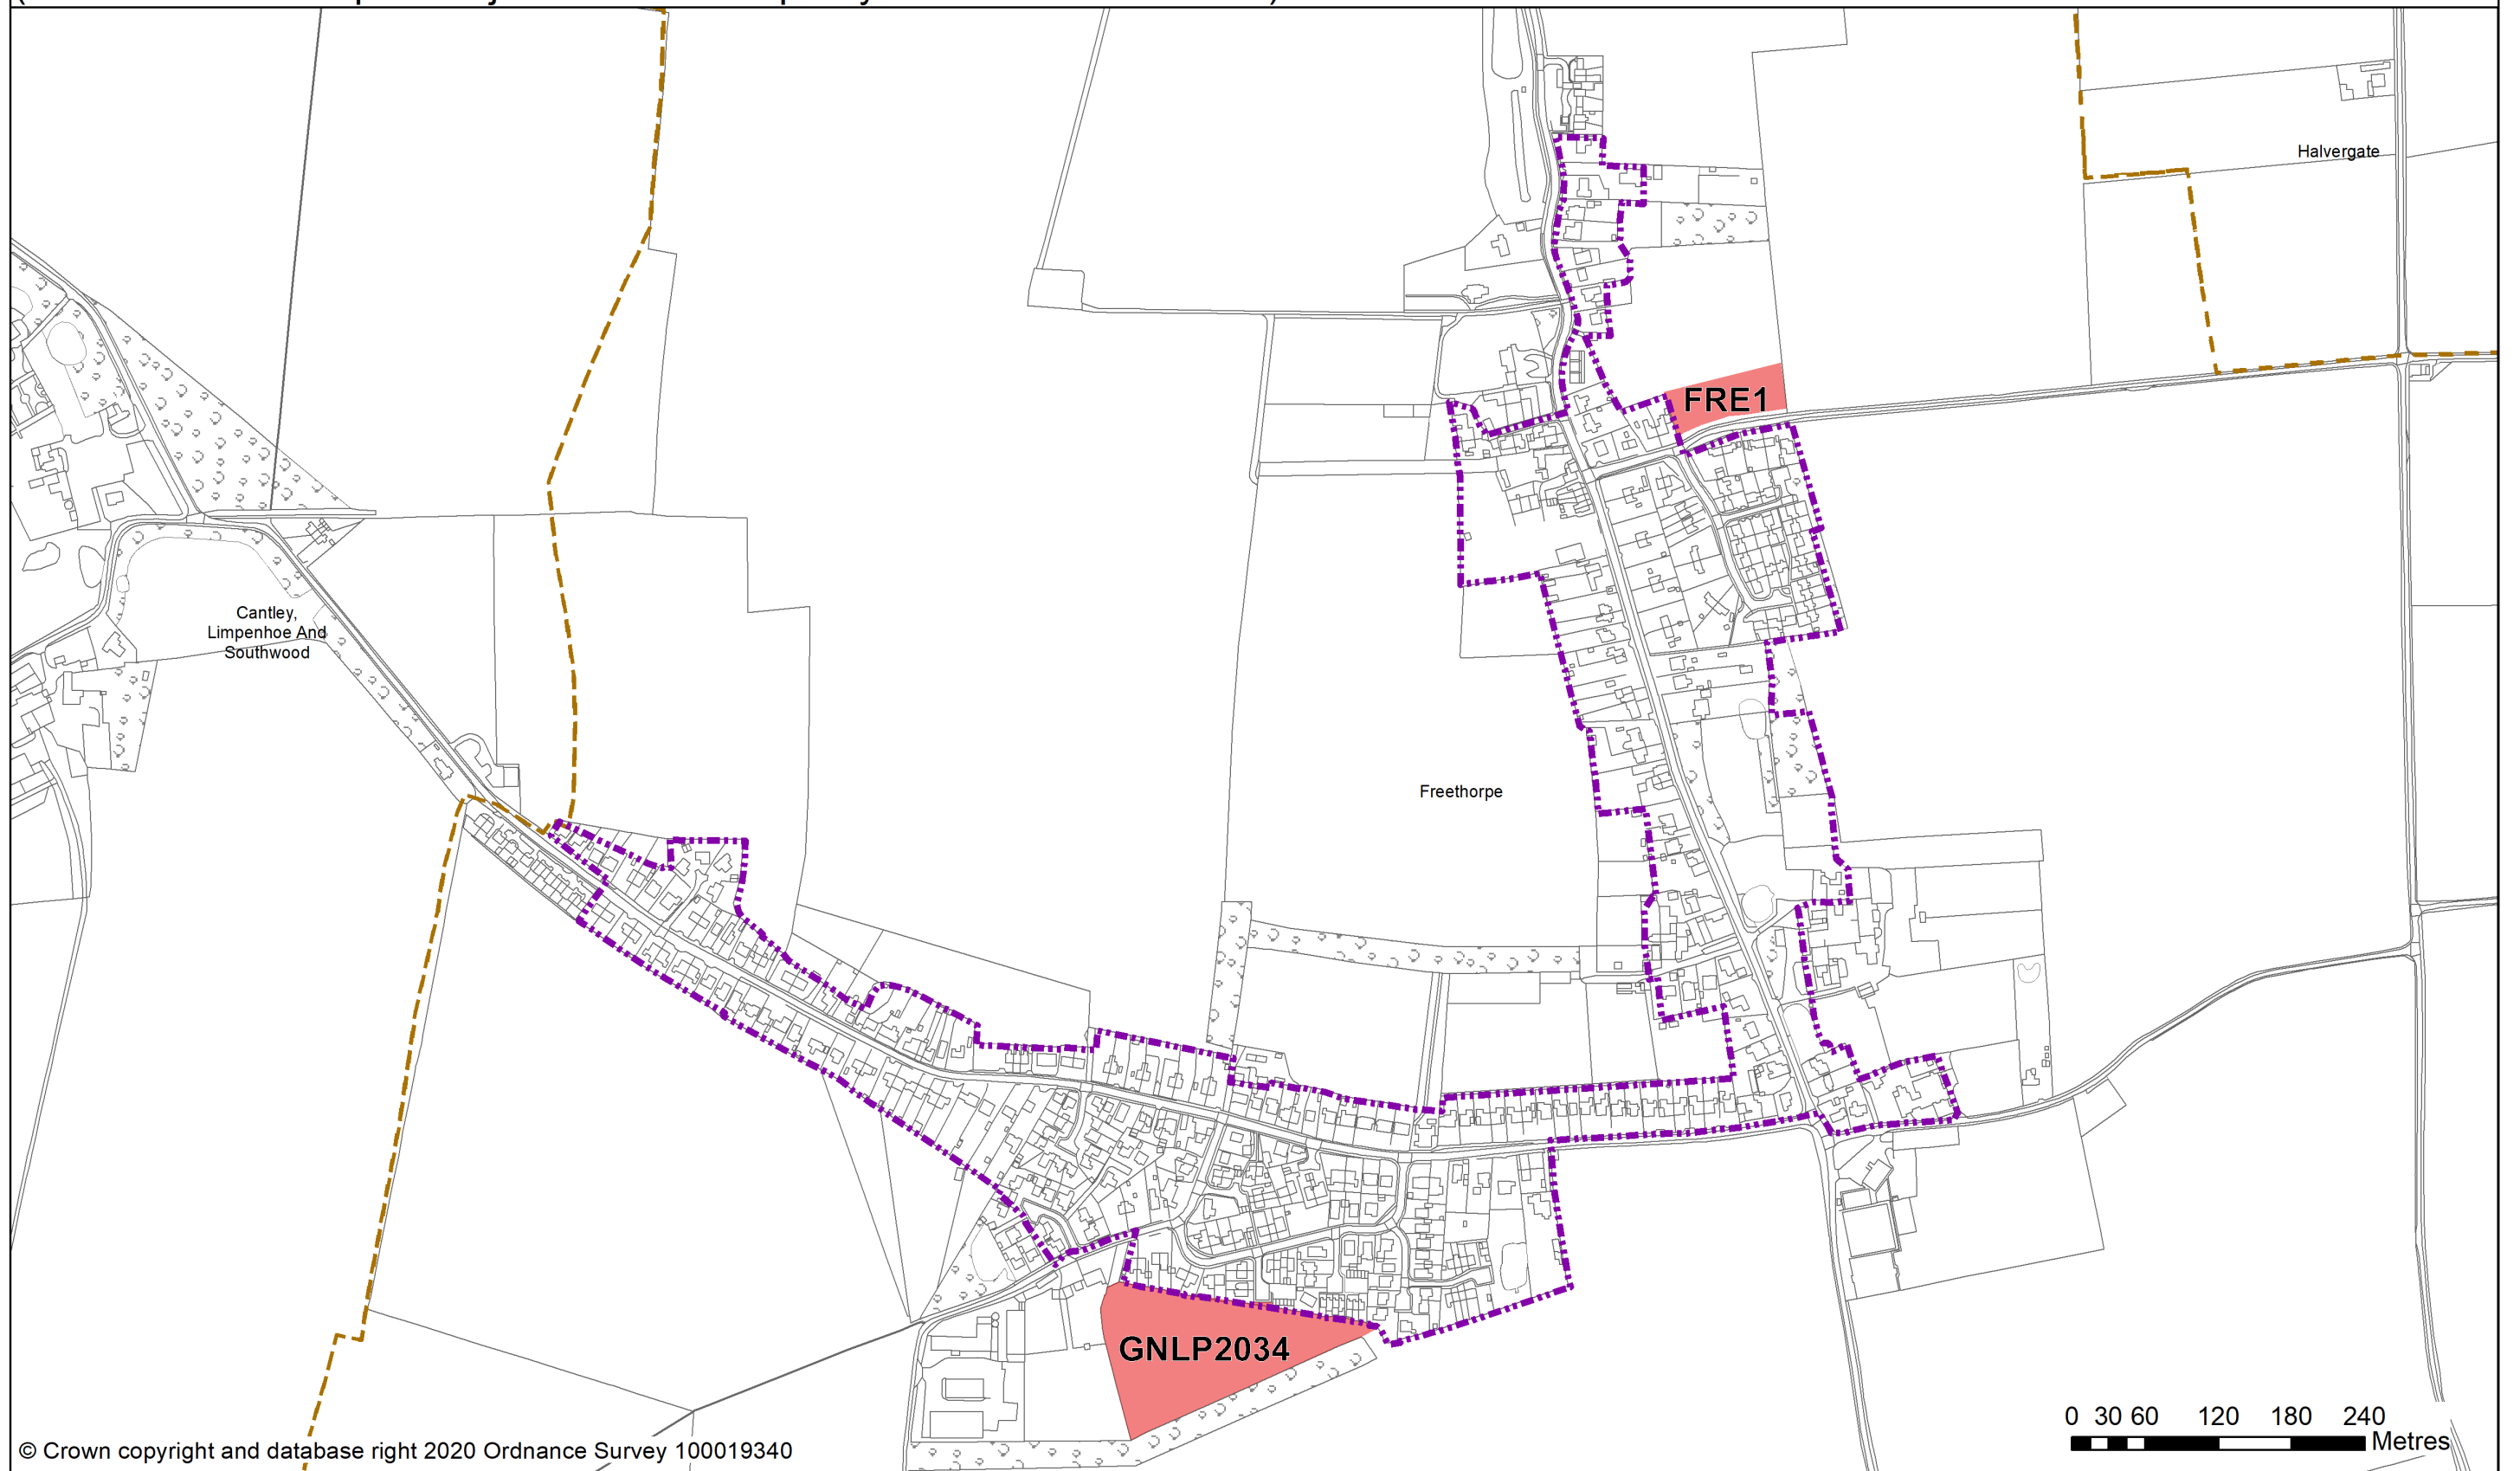 Halvergate
FRE1
Cantley,
Limpenhoe And
Southwood
Freethorpe
GNLP2034
0 30 60 120 180 240
Metres
© Crown copyright and database right 2020 Ordnance Survey 100019340